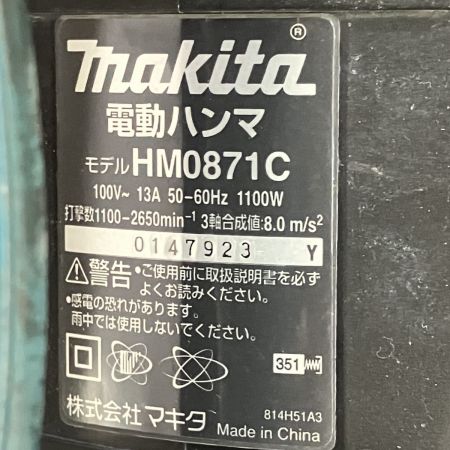 makita®
電動ハンマ
モデル HM0871C
100V~ 13A 50-60Hz 1100W
打撃数1100-2650min⁻¹ 3軸合成値:8.0 m/s²
0147923 Y
⚠警告 •ご使用前に取扱説明書を必ず
よくお読みください。
•感電の恐れがあります。
雨中では使用しないでください。
351
株式会社 マキタ
814H51A3
Made in China